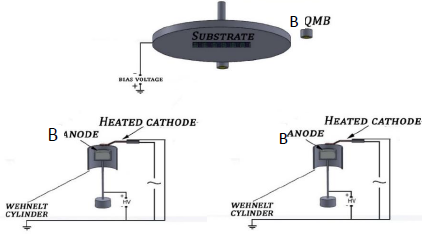 B QMB
SUBSTRATE
-
BIAS VOLTAGE
+
HEATED CATHODE
B ANODE
+
HV
-
WEHNELT
CYLINDER
HEATED CATHODE
B ANODE
+
HV
-
WEHNELT
CYLINDER